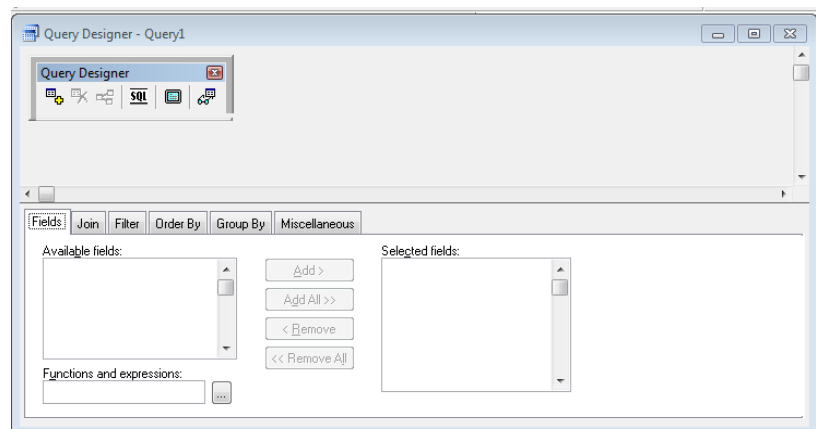 Query Designer - Query1
Query Designer
SQL
Fields Join Filter Order By Group By Miscellaneous
Available fields:
Selected fields:
Add >
Add All >>
< Remove
<< Remove All
Functions and expressions:
...